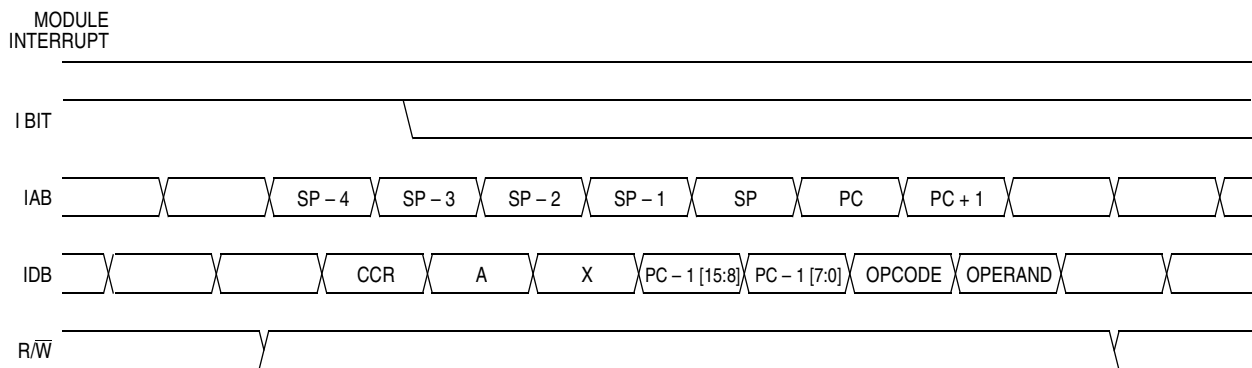 MODULE
INTERRUPT
I BIT
IAB SP – 4 SP – 3 SP – 2 SP – 1 SP PC PC + 1
IDB CCR A X PC – 1 [15:8] PC – 1 [7:0] OPCODE OPERAND
R/W̅